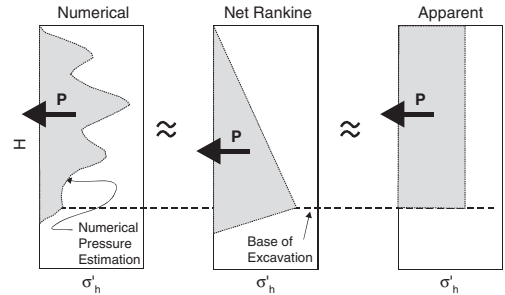 Numerical
Net Rankine
Apparent
P
P
P
≈
≈
H
Numerical
Pressure
Estimation
Base of
Excavation
σ'h
σ'h
σ'h